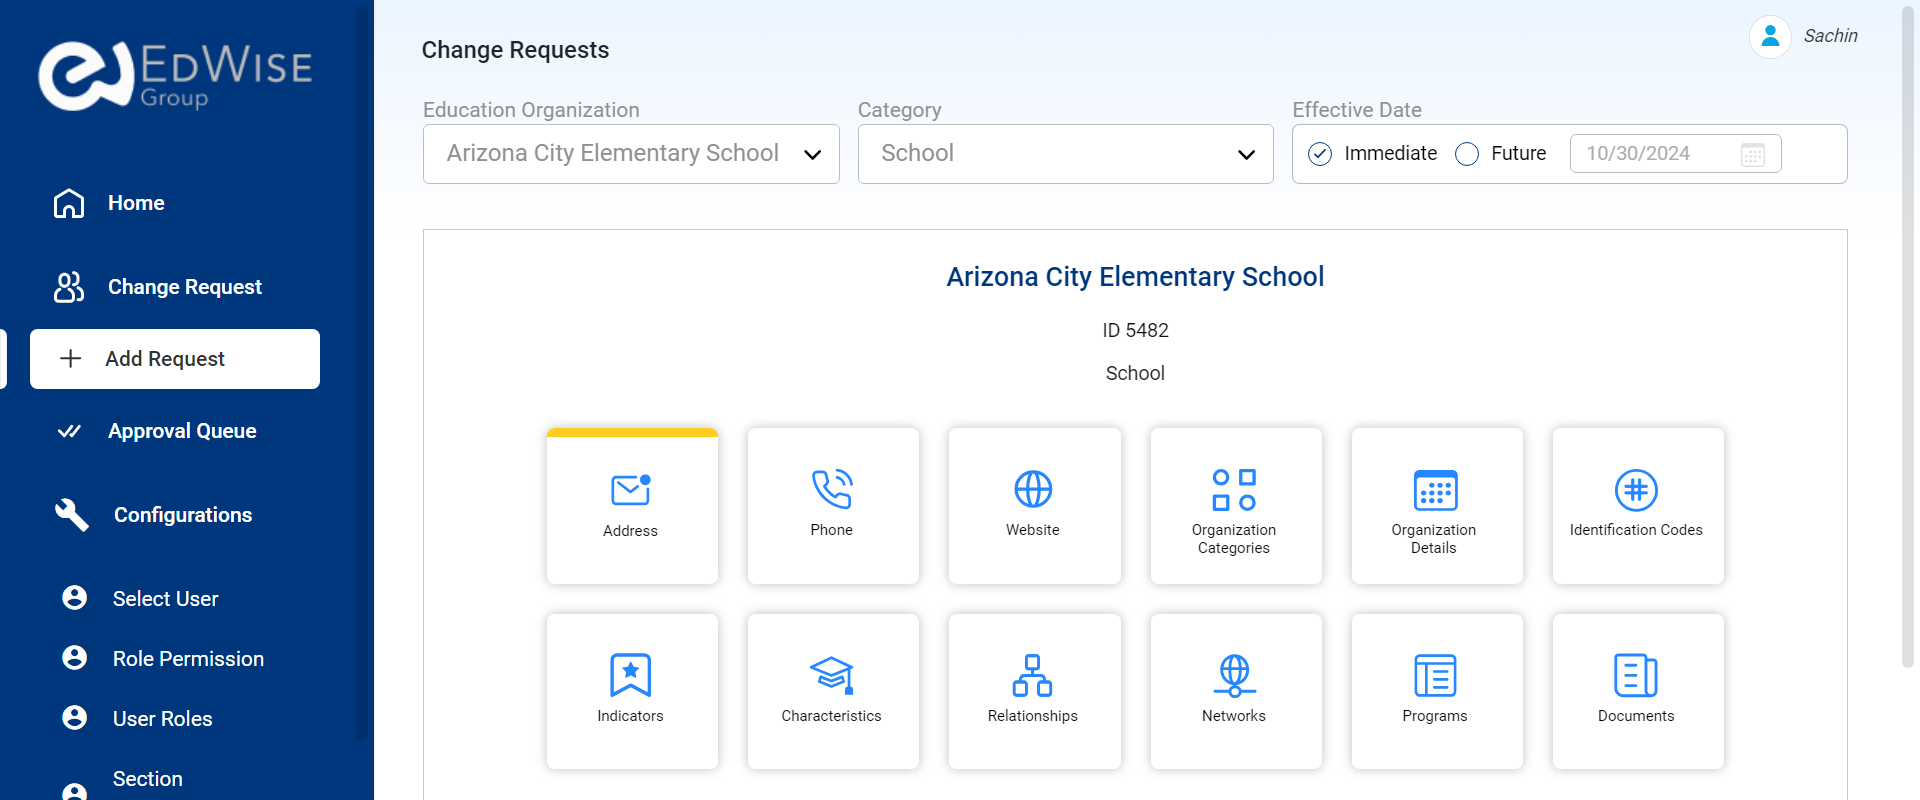 EDWISE
Group
Home
Change Request
Add Request
Approval Queue
Configurations
Select User
Role Permission
User Roles
Section
Change Requests
Sachin
Education Organization
Arizona City Elementary School
Category
School
Effective Date
Immediate
Future
10/30/2024
Arizona City Elementary School
ID 5482
School
Address
Phone
Website
Organization
Categories
Organization
Details
Identification Codes
Indicators
Characteristics
Relationships
Networks
Programs
Documents